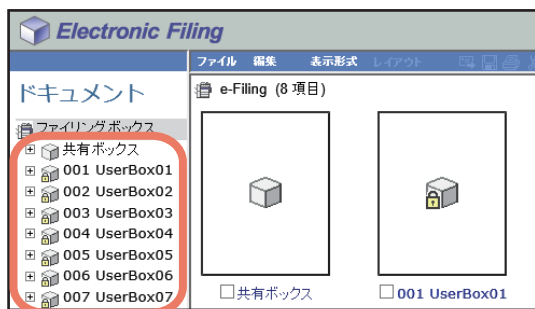 Electronic Filing
ファイル 編集 表示形式 レイアウト
ドキュメント
e-Filing (8 項目)
ファイリングボックス
共有ボックス
001 UserBox01
002 UserBox02
003 UserBox03
004 UserBox04
005 UserBox05
006 UserBox06
007 UserBox07
共有ボックス
001 UserBox01